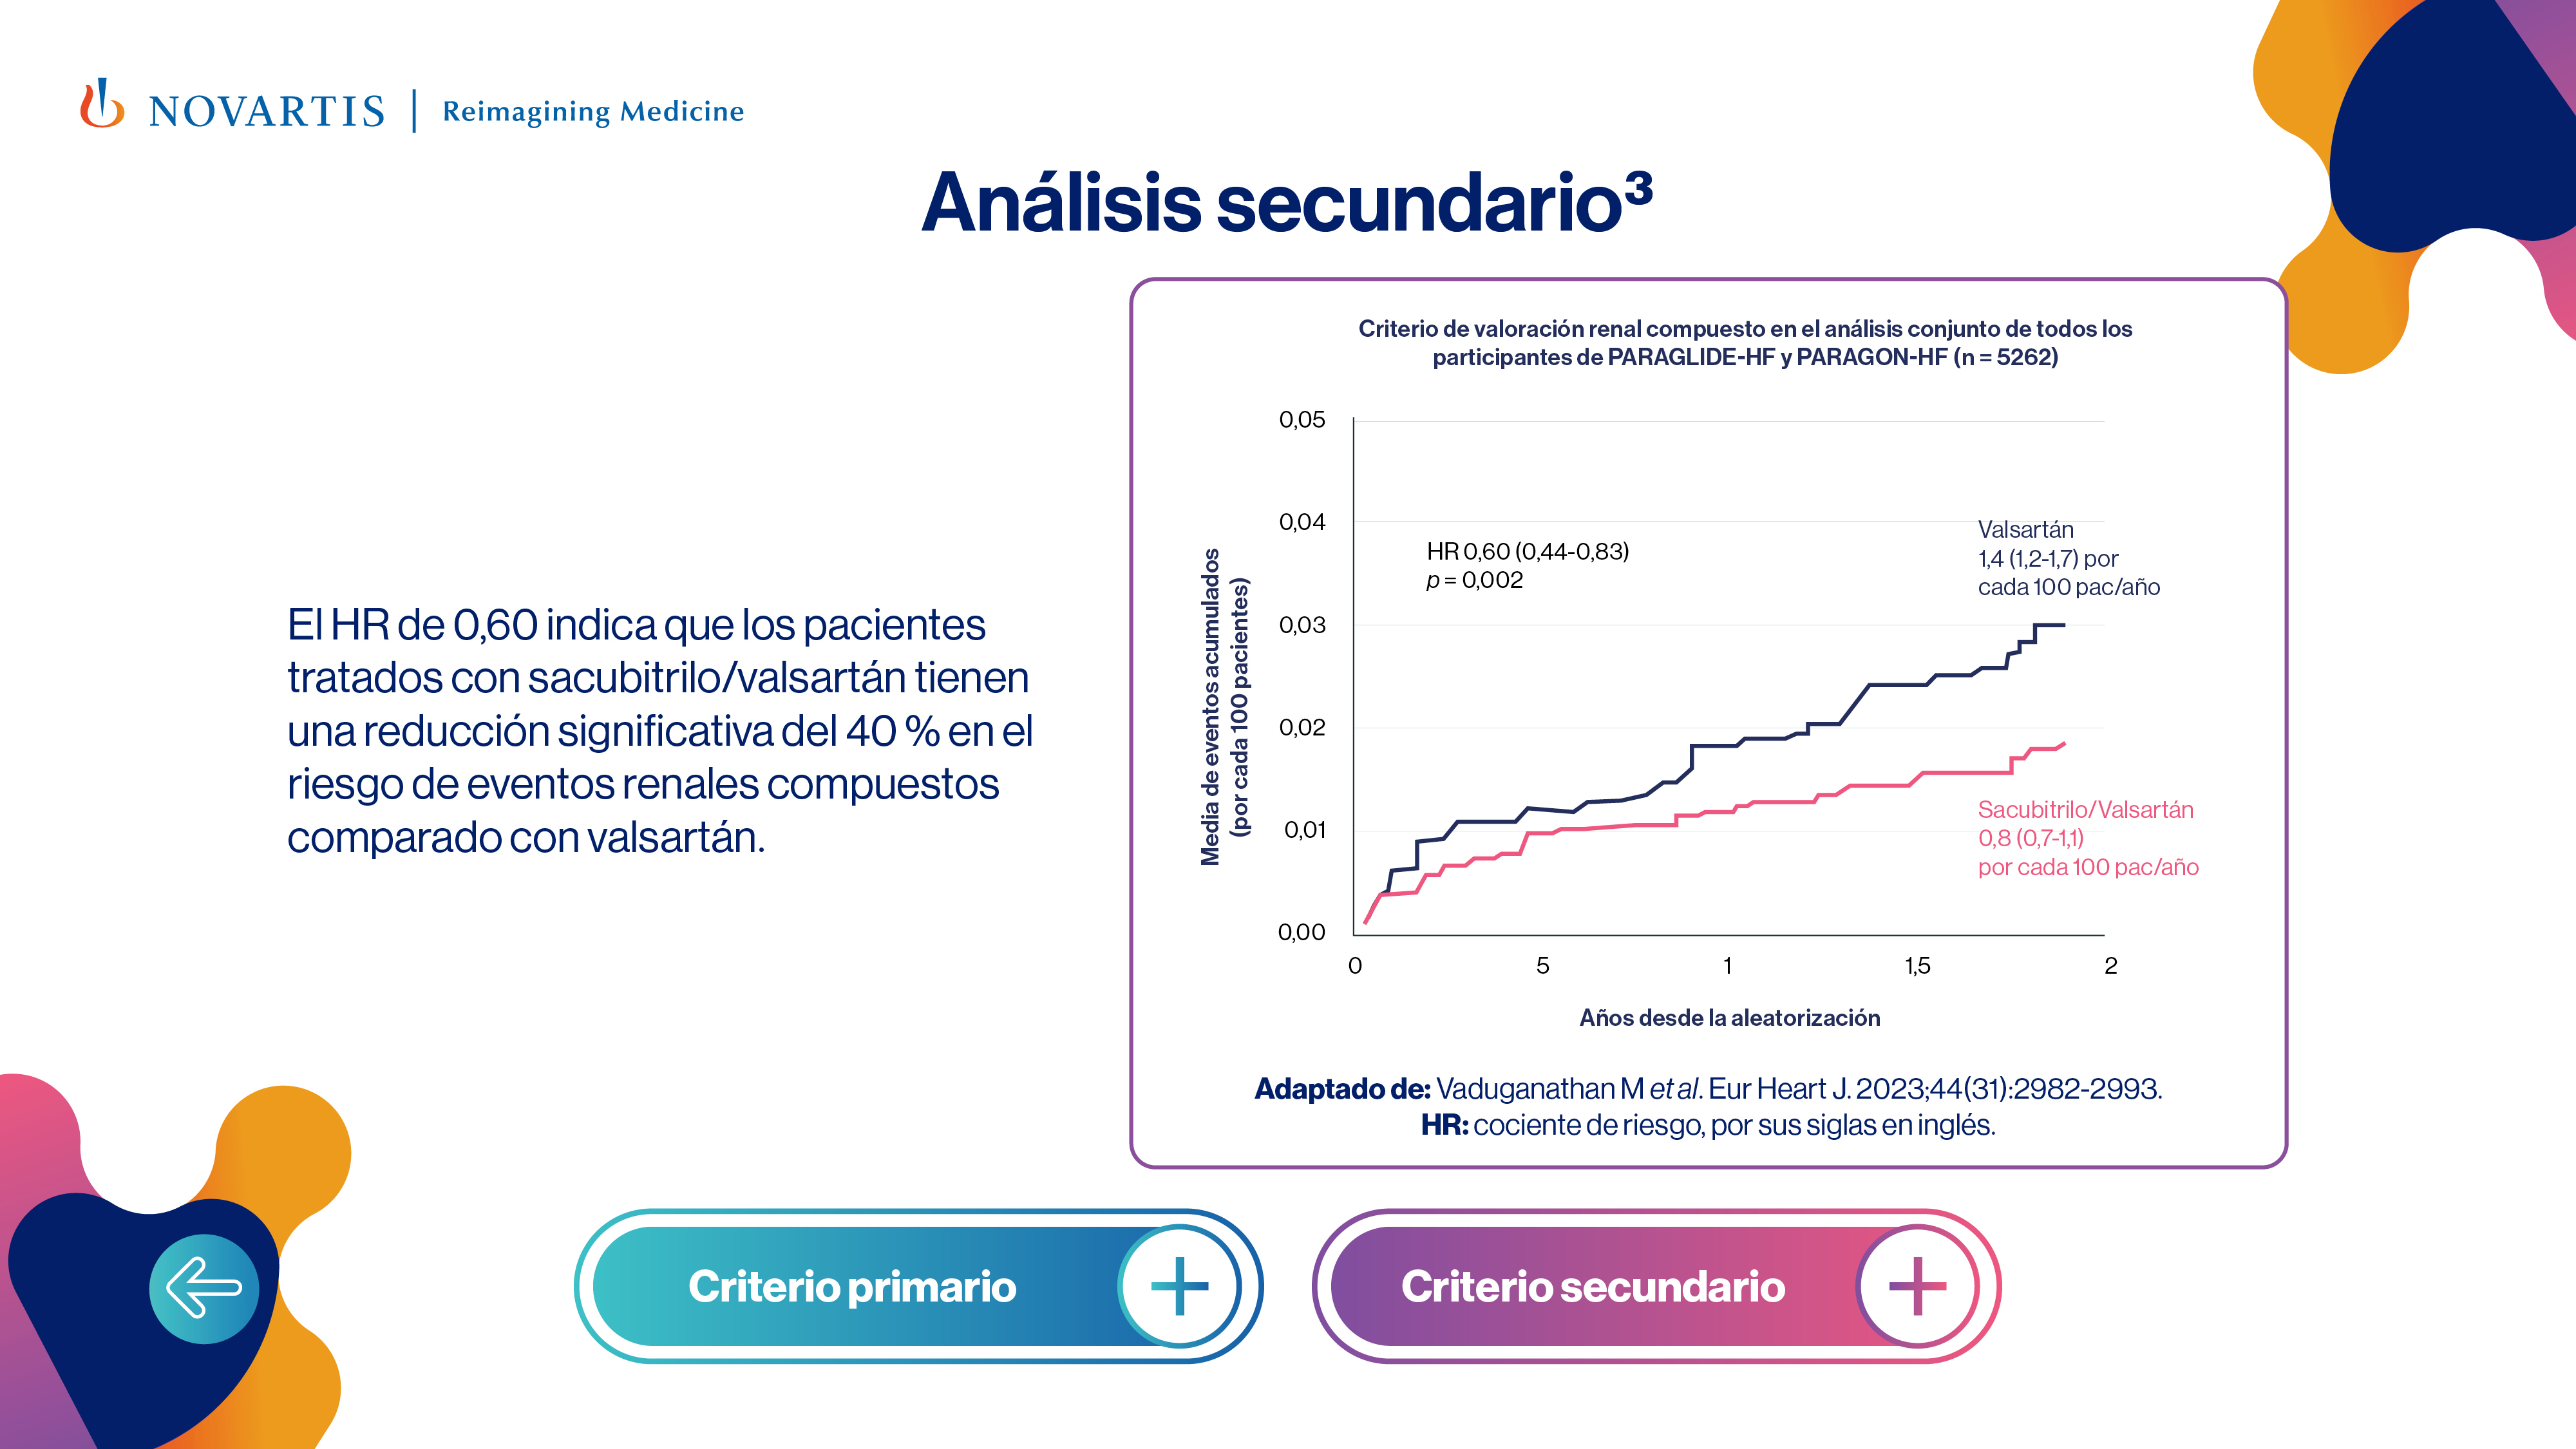 NOVARTIS | Reimagining Medicine
Análisis secundario³
El HR de 0,60 indica que los pacientes
tratados con sacubitrilo/valsartán tienen
una reducción significativa del 40 % en el
riesgo de eventos renales compuestos
comparado con valsartán.
Criterio de valoración renal compuesto en el análisis conjunto de todos los
participantes de PARAGLIDE-HF y PARAGON-HF (n = 5262)
Media de eventos acumulados
(por cada 100 pacientes)
0,05
0,04
0,03
0,02
0,01
0,00
HR 0,60 (0,44-0,83)
p = 0,002
Valsartán
1,4 (1,2-1,7) por
cada 100 pac/año
Sacubitrilo/Valsartán
0,8 (0,7-1,1)
por cada 100 pac/año
0 5 1 1,5 2
Años desde la aleatorización
Adaptado de: Vaduganathan M et al. Eur Heart J. 2023;44(31):2982-2993.
HR: cociente de riesgo, por sus siglas en inglés.
Criterio primario
Criterio secundario